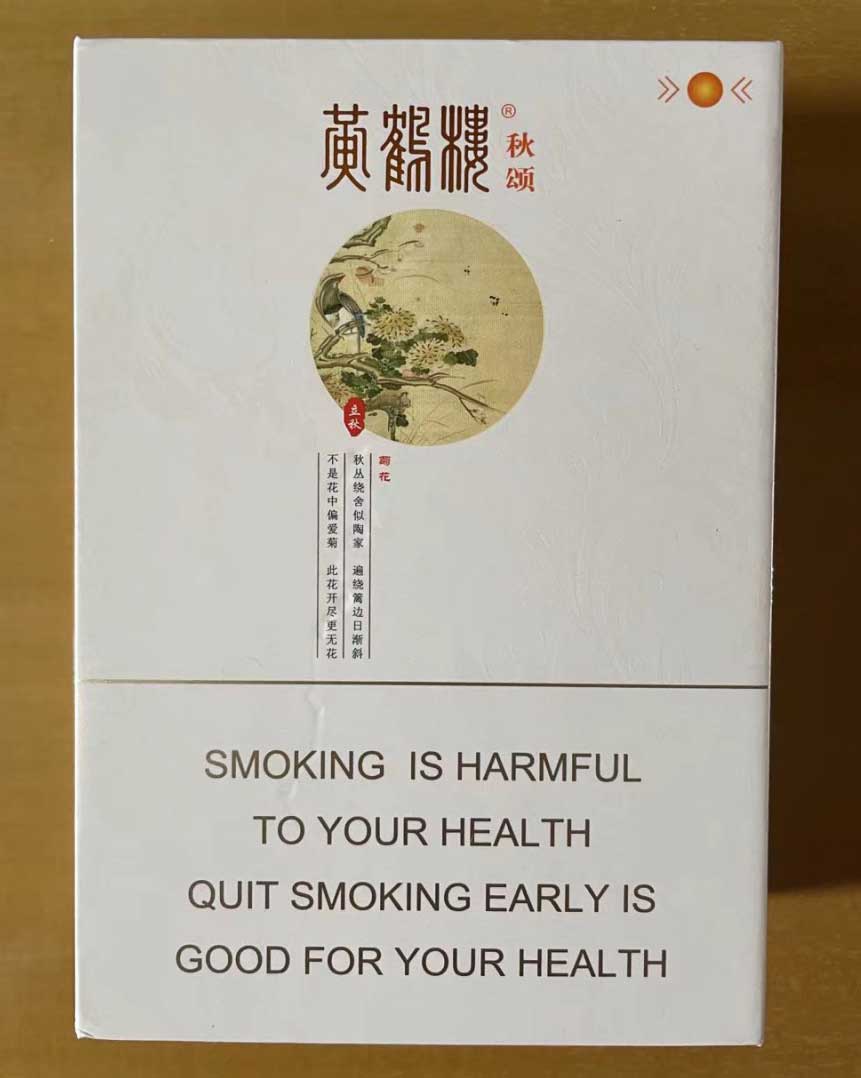 黄鹤楼®
秋颂
立秋
菊花
秋丛绕舍似陶家 遍绕篱边日渐斜
不是花中偏爱菊 此花开尽更无花
SMOKING IS HARMFUL
TO YOUR HEALTH
QUIT SMOKING EARLY IS
GOOD FOR YOUR HEALTH